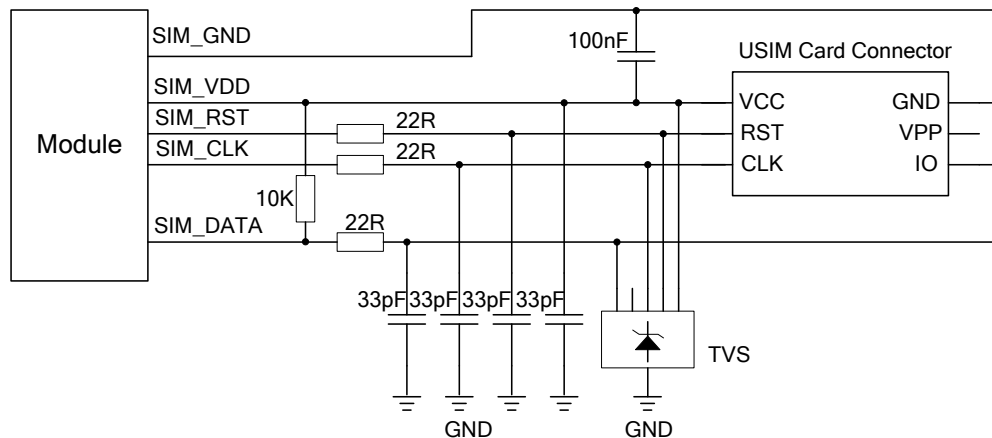 SIM_GND
100nF
USIM Card Connector
SIM_VDD
VCC
GND
SIM_RST
22R
RST
VPP
Module
SIM_CLK
22R
CLK
IO
10K
SIM_DATA
22R
33pF 33pF 33pF 33pF
TVS
GND
GND